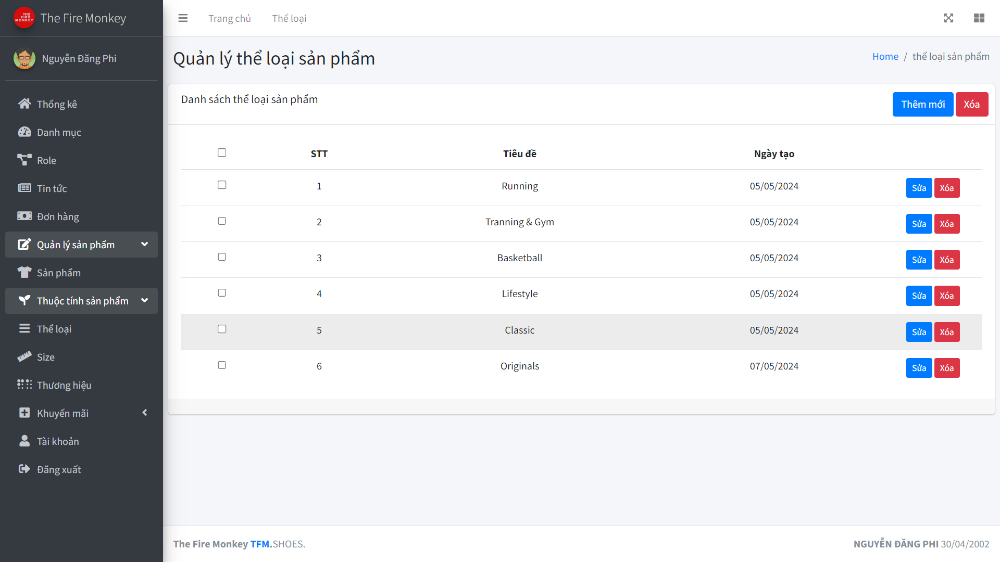 THE
FIRE
MONKEY
The Fire Monkey
Trang chủ
Thể loại
Nguyễn Đăng Phi
Thống kê
Danh mục
Role
Tin tức
Đơn hàng
Quản lý sản phẩm
Sản phẩm
Thuộc tính sản phẩm
Thể loại
Size
Thương hiệu
Khuyến mãi
Tài khoản
Đăng xuất
Quản lý thể loại sản phẩm
Home / thể loại sản phẩm
Danh sách thể loại sản phẩm
Thêm mới Xóa
STT Tiêu đề Ngày tạo
1 Running 05/05/2024 Sửa Xóa
2 Tranning & Gym 05/05/2024 Sửa Xóa
3 Basketball 05/05/2024 Sửa Xóa
4 Lifestyle 05/05/2024 Sửa Xóa
5 Classic 05/05/2024 Sửa Xóa
6 Originals 07/05/2024 Sửa Xóa
The Fire Monkey TFM.SHOES.
NGUYỄN ĐĂNG PHI 30/04/2002